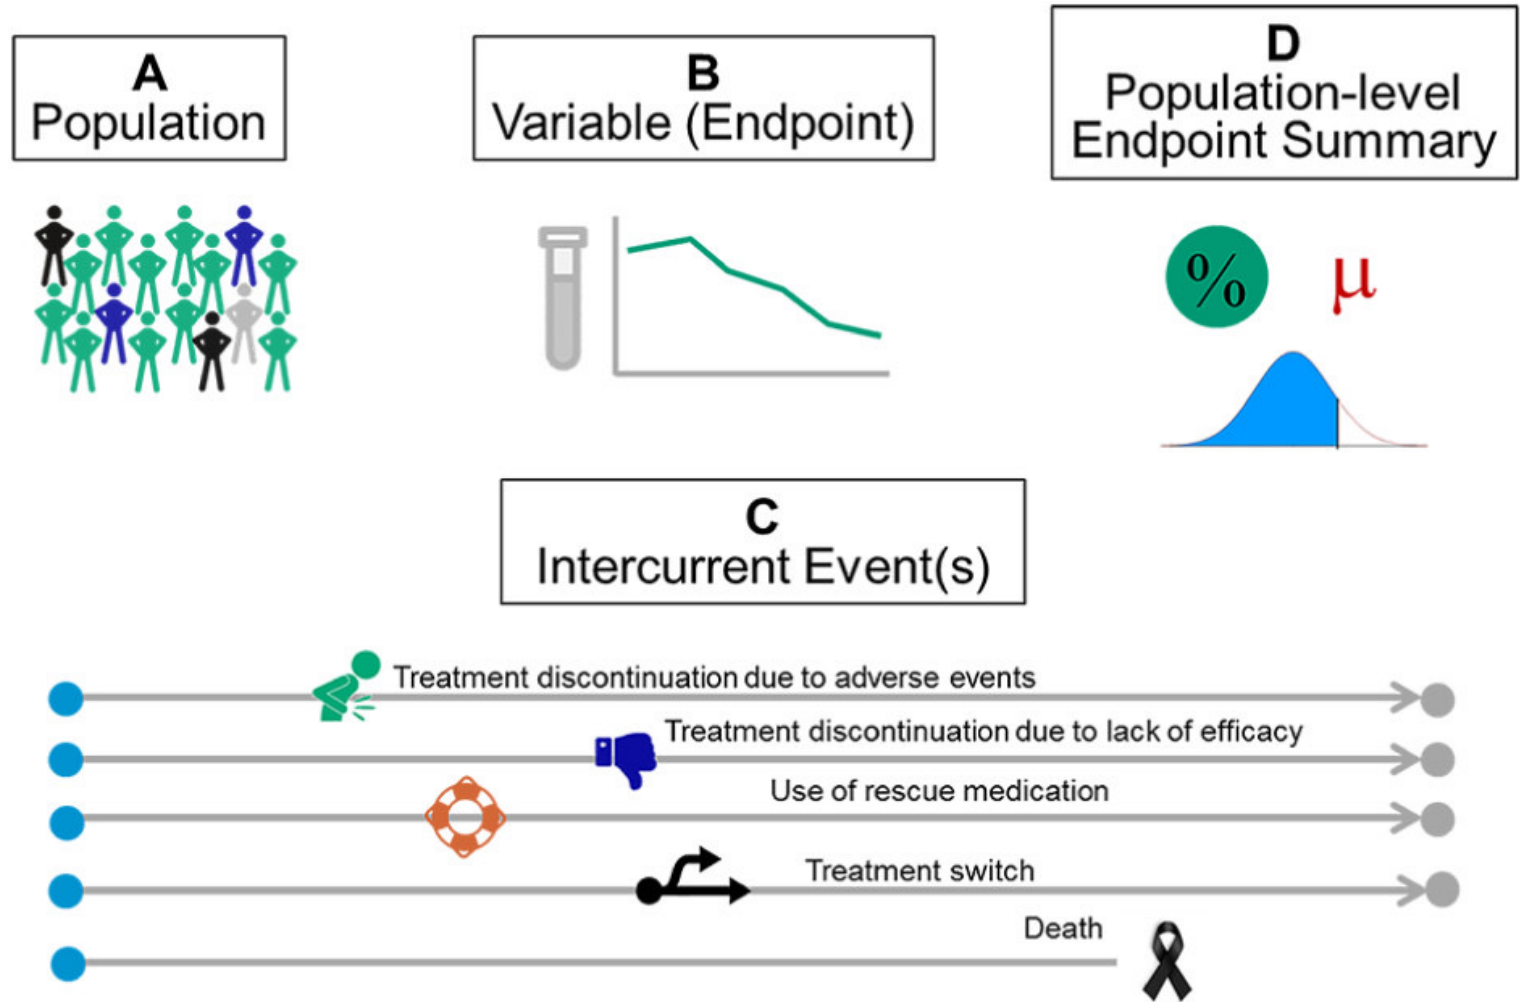 A
Population
B
Variable (Endpoint)
D
Population-level
Endpoint Summary
%
μ
C
Intercurrent Event(s)
Treatment discontinuation due to adverse events
Treatment discontinuation due to lack of efficacy
Use of rescue medication
Treatment switch
Death